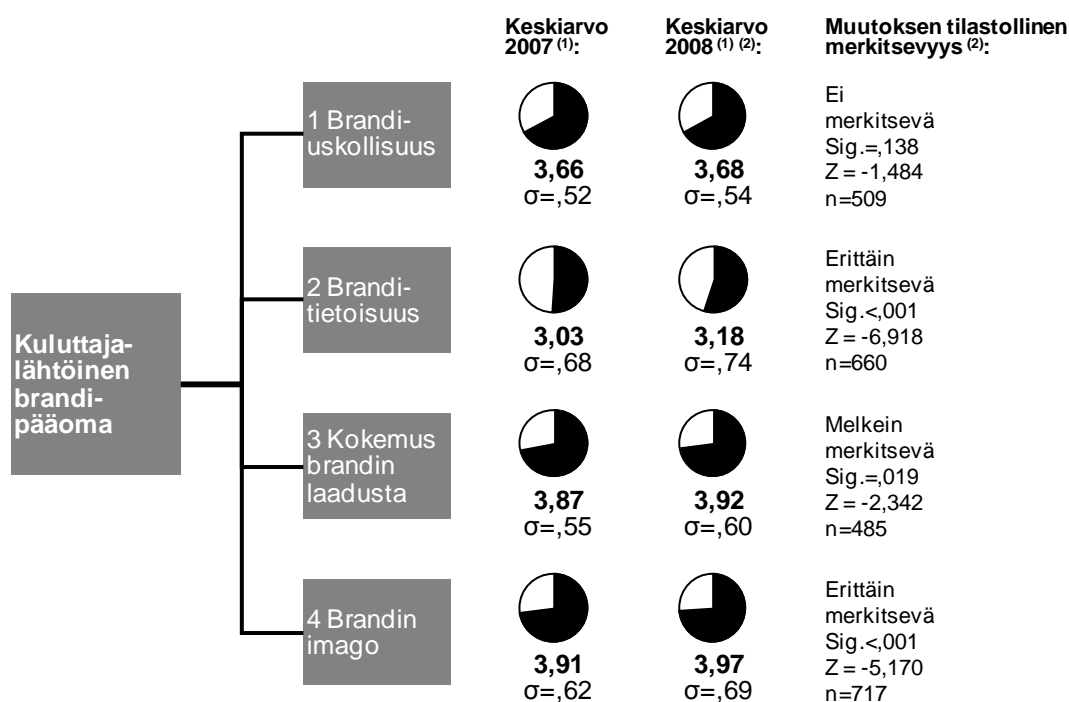 Keskiarvo
2007 (1):
Keskiarvo
2008 (1) (2):
Muutoksen tilastollinen
merkitsevyys (2):
Kuluttaja-
lähtöinen
brandi-
pääoma
1 Brandi-
uskollisuus
3,66
σ=,52
3,68
σ=,54
Ei
merkitsevä
Sig.=,138
Z = -1,484
n=509
2 Brandi-
tietoisuus
3,03
σ=,68
3,18
σ=,74
Erittäin
merkitsevä
Sig.<,001
Z = -6,918
n=660
3 Kokemus
brandin
laadusta
3,87
σ=,55
3,92
σ=,60
Melkein
merkitsevä
Sig.=,019
Z = -2,342
n=485
4 Brandin
imago
3,91
σ=,62
3,97
σ=,69
Erittäin
merkitsevä
Sig.<,001
Z = -5,170
n=717